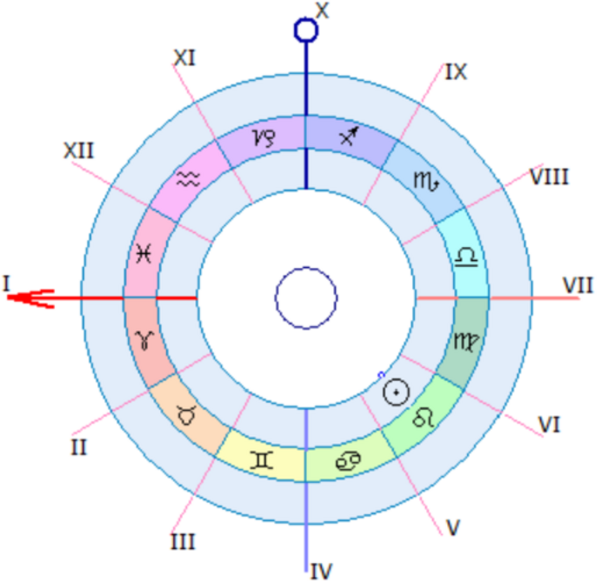 X
XI
IX
♑ ♐
XII
♒ ♏
VIII
♓ ♎
I
VII
♈ ♍
☉
VI
♉ ♌
II
♊ ♋
V
III
IV